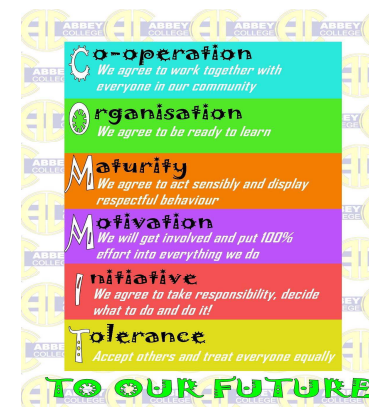 Co-operation
We agree to work together with
everyone in our community
Organisation
We agree to be ready to learn
Maturity
We agree to act sensibly and display
respectful behaviour
Motivation
We will get involved and put 100%
effort into everything we do
Initiative
We agree to take responsibility, decide
what to do and do it!
Tolerance
Accept others and treat everyone equally
TO OUR FUTURE
ABBEY
COLLEGE